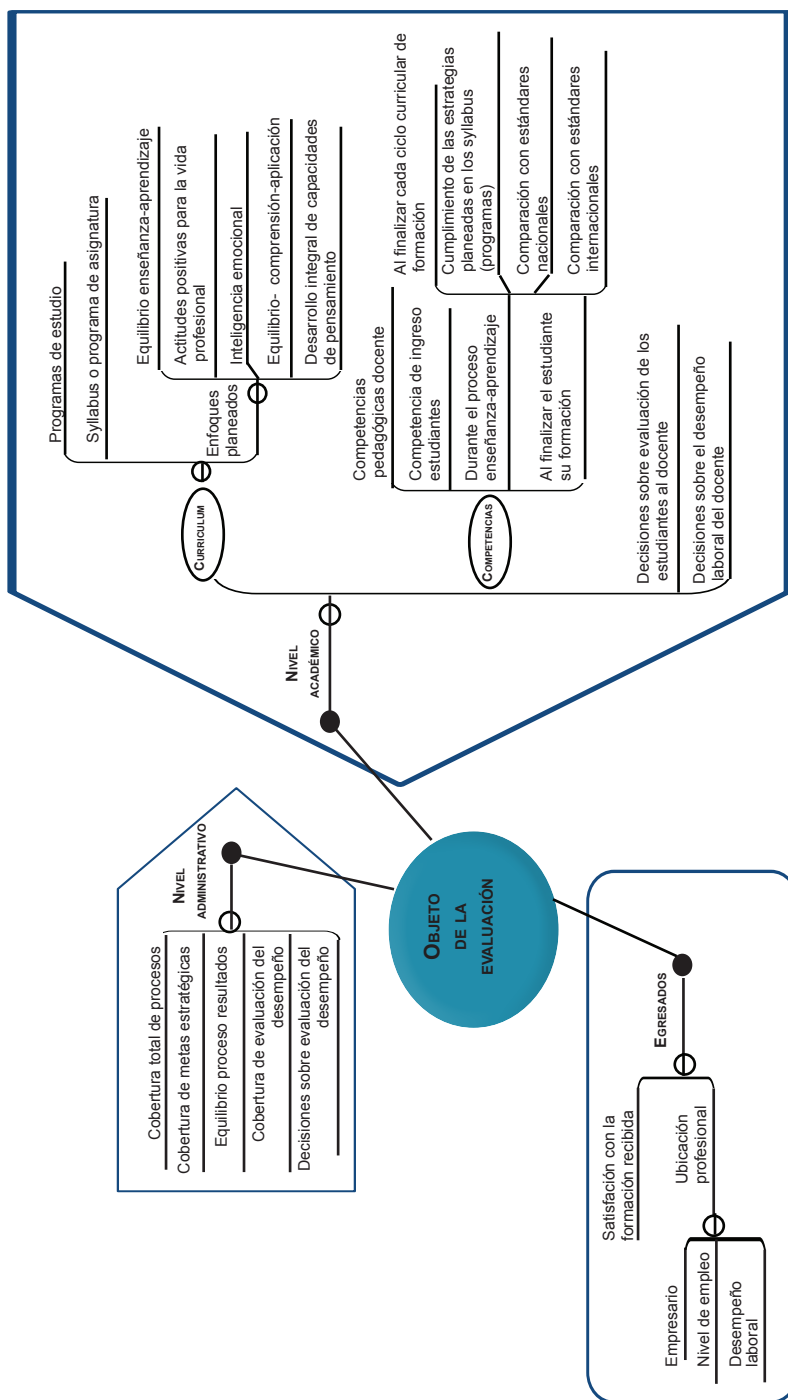 OBJETO
DE LA
EVALUACIÓN
NIVEL
ADMINISTRATIVO
Cobertura total de procesos
Cobertura de metas estratégicas
Equilibrio proceso resultados
Cobertura de evaluación del
desempeño
Decisiones sobre evaluación del
desempeño
NIVEL
ACADÉMICO
CURRICULUM
Programas de estudio
Syllabus o programa de asignatura
Enfoques
planeados
Equilibrio enseñanza-aprendizaje
Actitudes positivas para la vida
profesional
Inteligencia emocional
Equilibrio- comprensión-aplicación
Desarrollo integral de capacidades
de pensamiento
COMPETENCIAS
Competencias
pedagógicas docente
Competencia de ingreso
estudiantes
Durante el proceso
enseñanza-aprendizaje
Al finalizar el estudiante
su formación
Al finalizar cada ciclo curricular de
formación
Cumplimiento de las estrategias
planeadas en los syllabus
(programas)
Comparación con estándares
nacionales
Comparación con estándares
internacionales
Decisiones sobre evaluación de los
estudiantes al docente
Decisiones sobre el desempeño
laboral del docente
EGRESADOS
Satisfacción con la
formación recibida
Ubicación
profesional
Empresario
Nivel de empleo
Desempeño
laboral